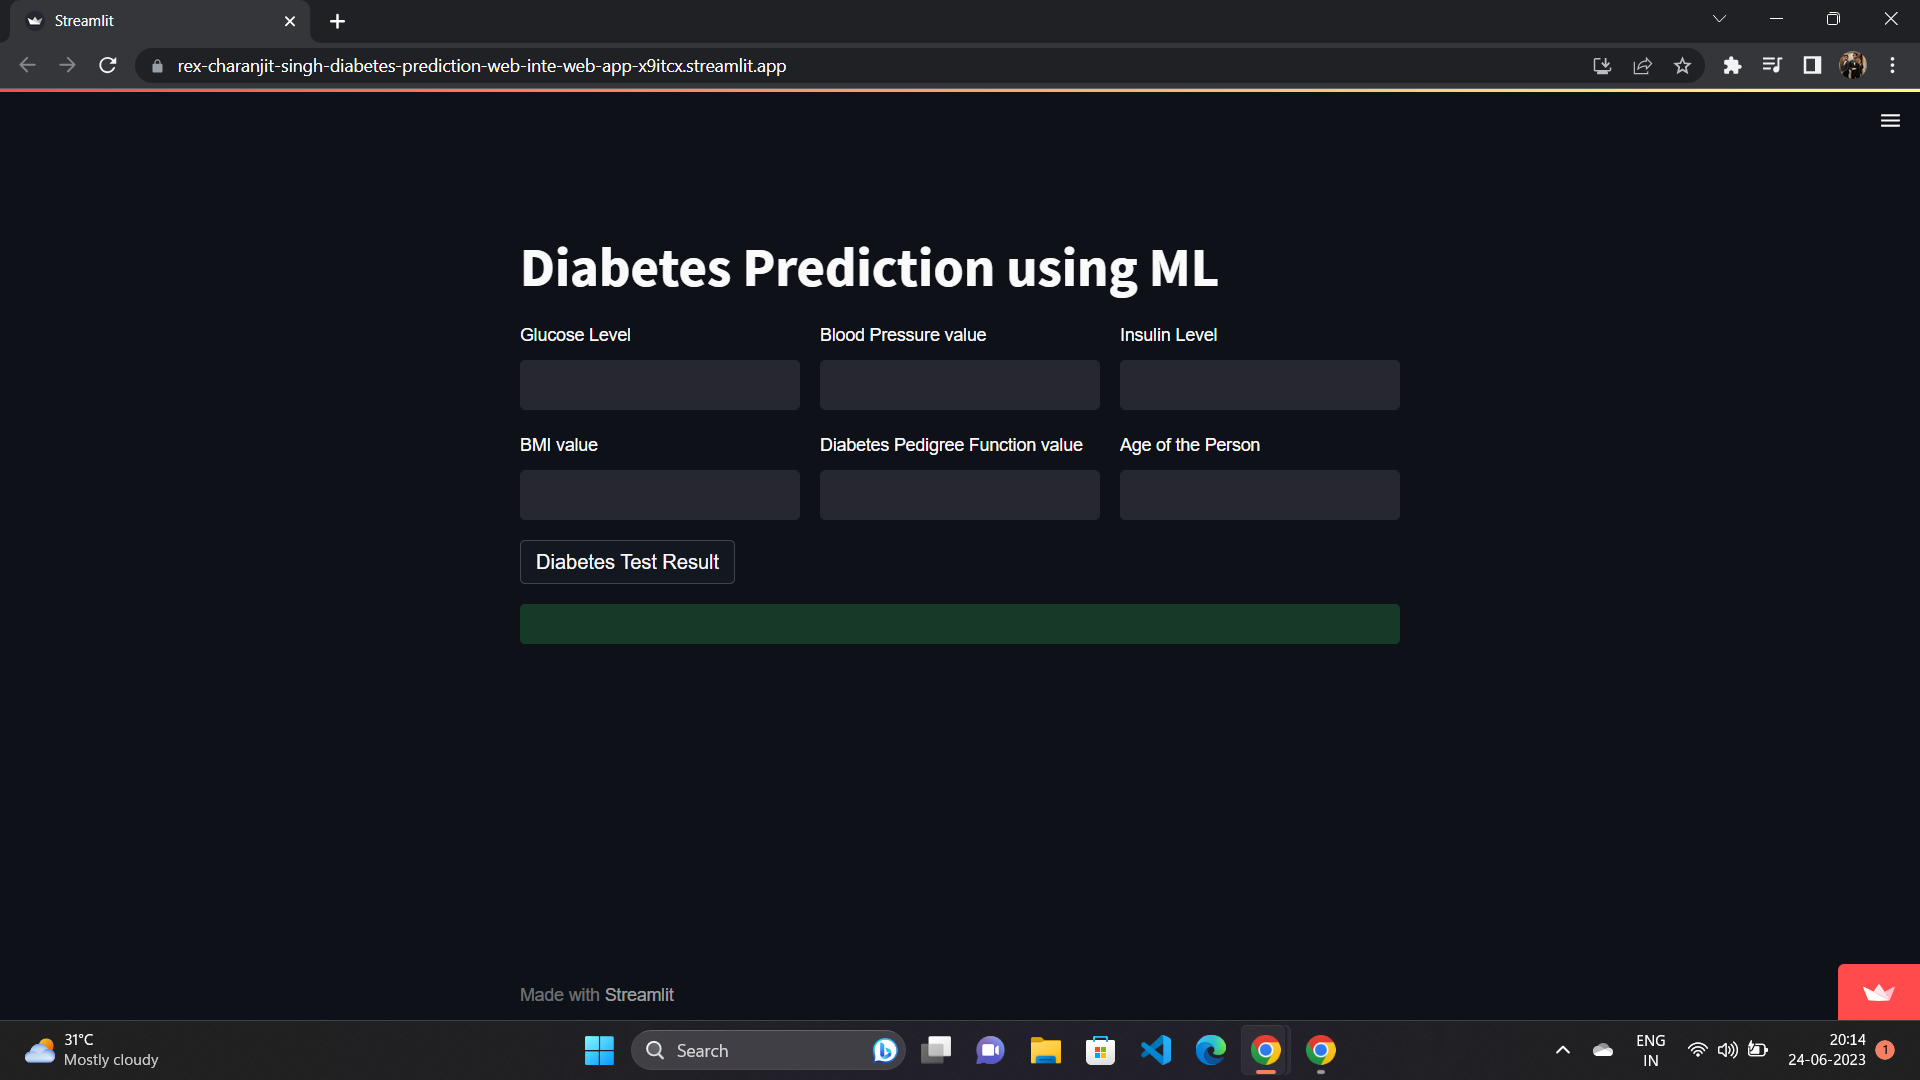 Streamlit
rex-charanjit-singh-diabetes-prediction-web-inte-web-app-x9itcx.streamlit.app
Diabetes Prediction using ML
Glucose Level
Blood Pressure value
Insulin Level
BMI value
Diabetes Pedigree Function value
Age of the Person
Diabetes Test Result
Made with Streamlit
31°C
Mostly cloudy
Search
ENG
IN
20:14
24-06-2023
1